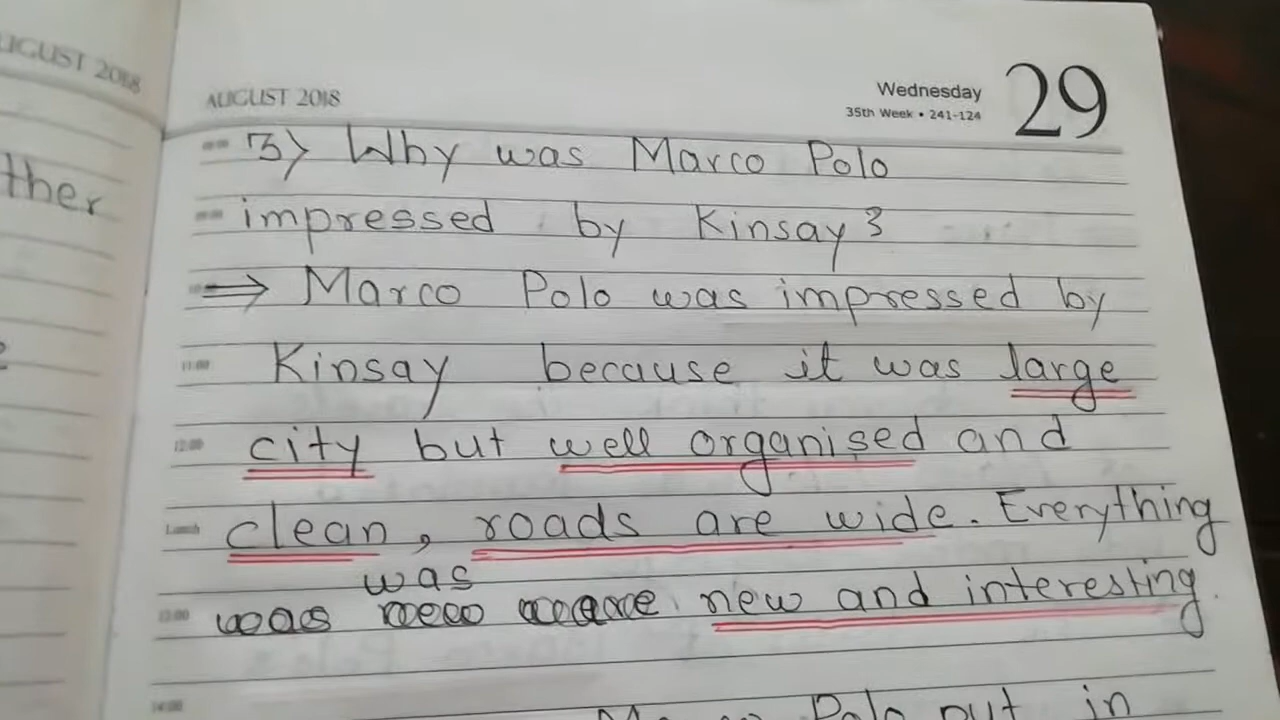 UGUST 2018
ther
AUGUST 2018
Wednesday 29
35th Week • 241-124
3) Why was Marco Polo
impressed by Kinsay?
⇒ Marco Polo was impressed by
11:00 Kinsay because it was large
12:00 city but well organised and
Lunch clean, roads are wide. Everything
was
13:00 was new and interesting.
14:00 Polo put in